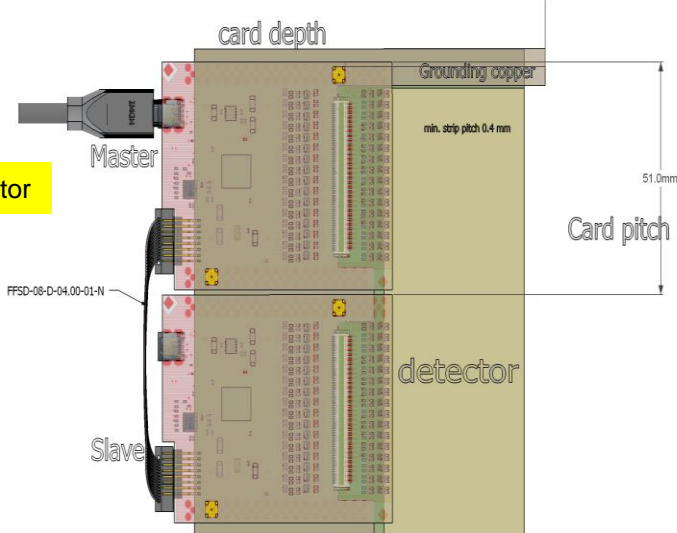 card depth
Grounding copper
min. strip pitch 0.4 mm
HDMI
Master
tor
51.0mm
Card pitch
FFSD-08-D-04.00-01-N
detector
Slave